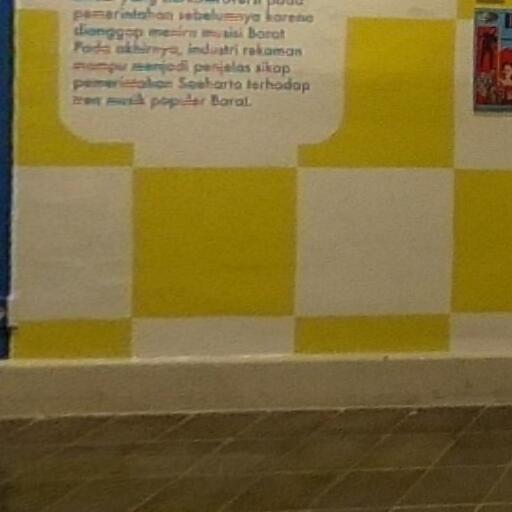 pada
pemerintahan sebelumnya karena
dianggap meniru musisi Barat
Pada akhirnya, industri rekaman
mampu menjadi penjelas sikap
pemerintahan Soeharto terhadap
tren musik populer Barat.